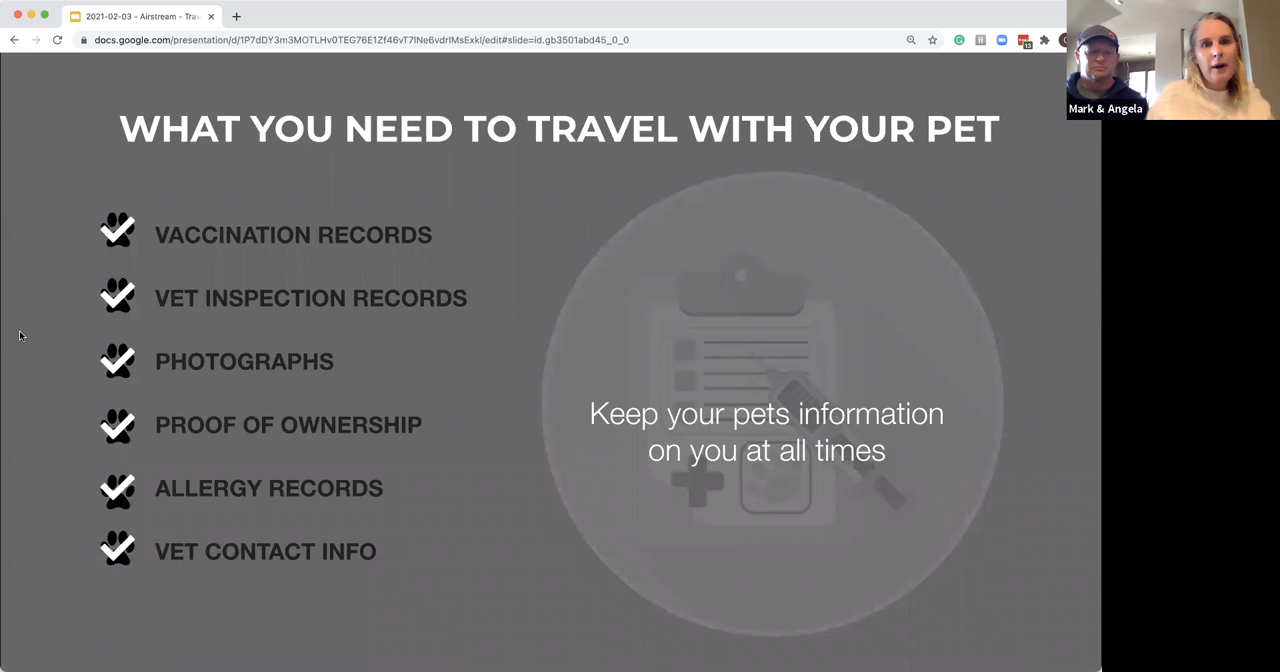 2021-02-03 - Airstream - Trav
docs.google.com/presentation/d/1P7dDY3m3MOTLHv0TEG76E1Zf46vT7lNe6vdrlMsExkI/edit#slide=id.gb3501abd45_0_0
13
Mark & Angela
WHAT YOU NEED TO TRAVEL WITH YOUR PET
VACCINATION RECORDS
VET INSPECTION RECORDS
PHOTOGRAPHS
PROOF OF OWNERSHIP
ALLERGY RECORDS
VET CONTACT INFO
Keep your pets information
on you at all times